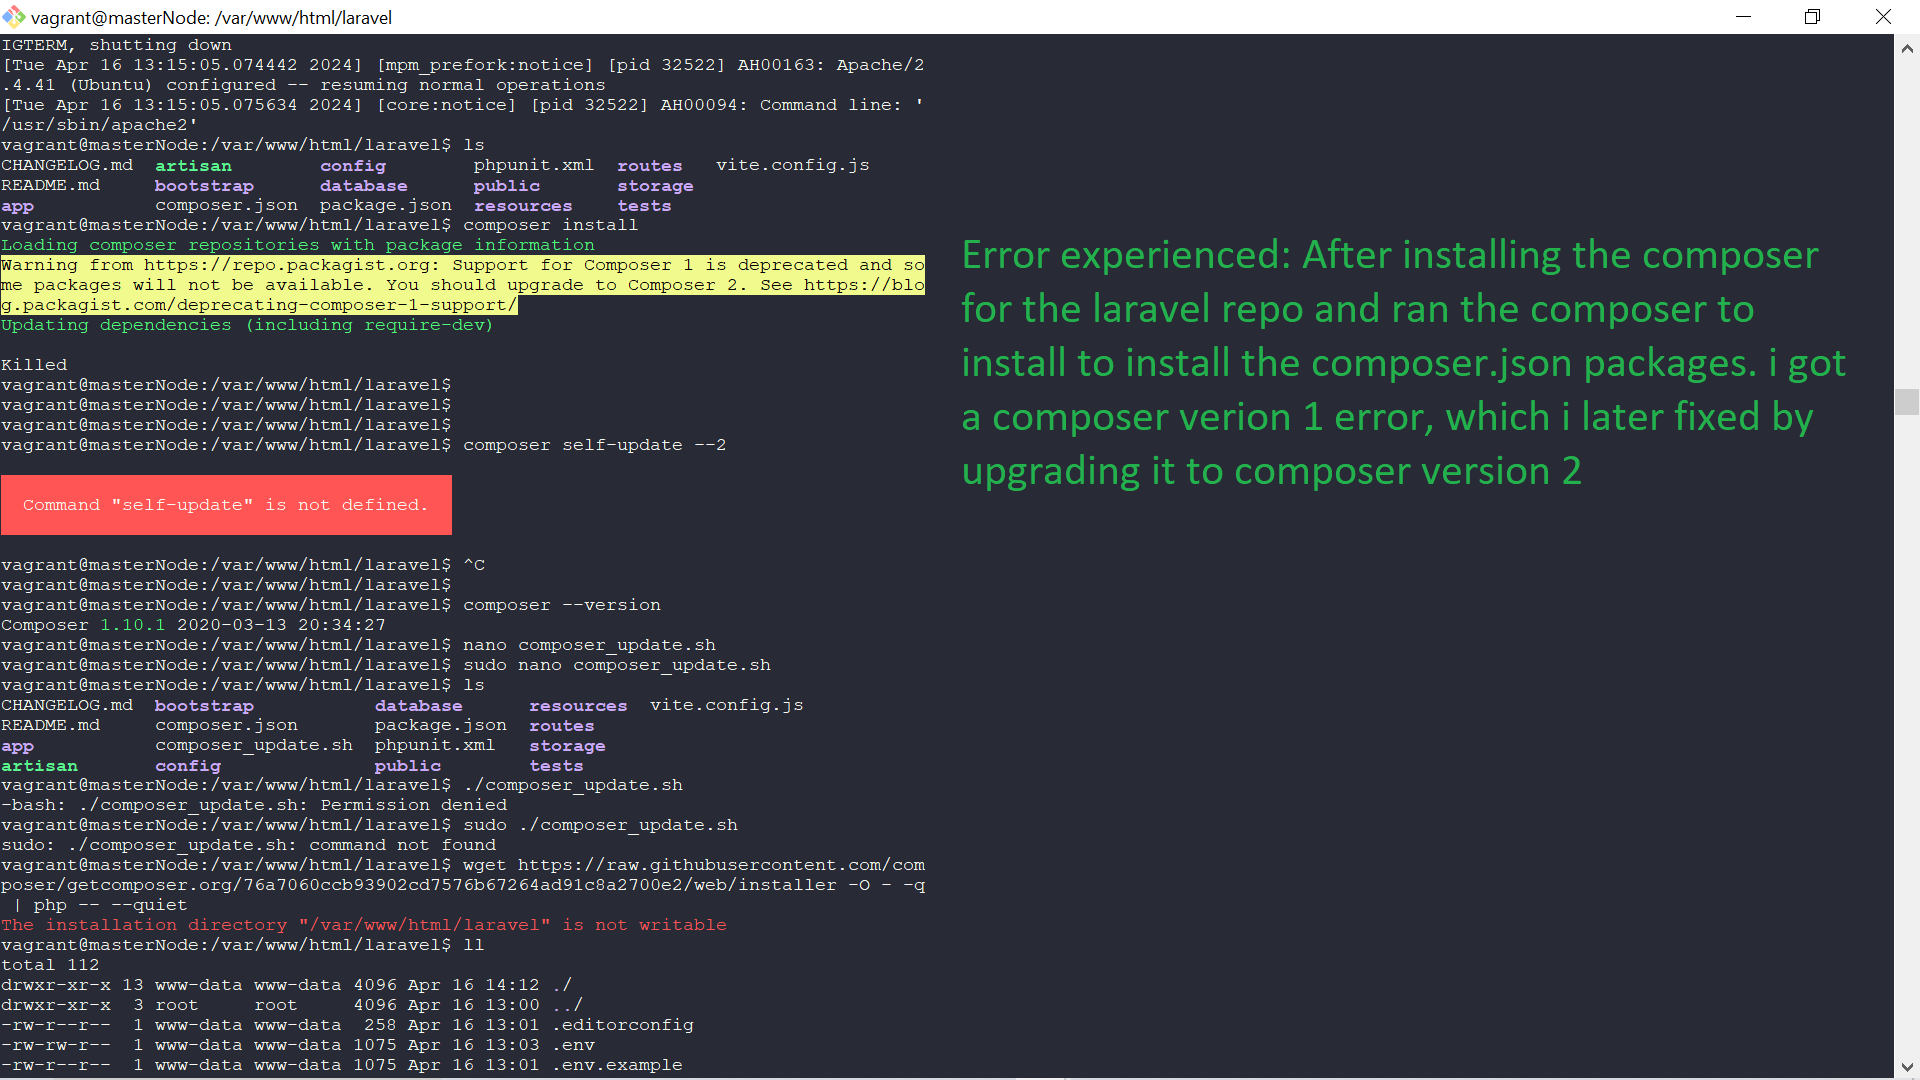 vagrant@masterNode: /var/www/html/laravel
IGTERM, shutting down
[Tue Apr 16 13:15:05.074442 2024] [mpm_prefork:notice] [pid 32522] AH00163: Apache/2
.4.41 (Ubuntu) configured -- resuming normal operations
[Tue Apr 16 13:15:05.075634 2024] [core:notice] [pid 32522] AH00094: Command line: '
/usr/sbin/apache2'
vagrant@masterNode:/var/www/html/laravel$ ls
CHANGELOG.md  artisan        config        phpunit.xml  routes   vite.config.js
README.md     bootstrap      database      public       storage
app           composer.json  package.json  resources    tests
vagrant@masterNode:/var/www/html/laravel$ composer install
Loading composer repositories with package information
Warning from https://repo.packagist.org: Support for Composer 1 is deprecated and so
me packages will not be available. You should upgrade to Composer 2. See https://blo
g.packagist.com/deprecating-composer-1-support/
Updating dependencies (including require-dev)
Killed
vagrant@masterNode:/var/www/html/laravel$
vagrant@masterNode:/var/www/html/laravel$
vagrant@masterNode:/var/www/html/laravel$
vagrant@masterNode:/var/www/html/laravel$ composer self-update --2
Command "self-update" is not defined.
vagrant@masterNode:/var/www/html/laravel$ ^C
vagrant@masterNode:/var/www/html/laravel$
vagrant@masterNode:/var/www/html/laravel$ composer --version
Composer 1.10.1 2020-03-13 20:34:27
vagrant@masterNode:/var/www/html/laravel$ nano composer_update.sh
vagrant@masterNode:/var/www/html/laravel$ sudo nano composer_update.sh
vagrant@masterNode:/var/www/html/laravel$ ls
CHANGELOG.md  bootstrap           database      resources  vite.config.js
README.md     composer.json       package.json  routes
app           composer_update.sh  phpunit.xml   storage
artisan       config              public        tests
vagrant@masterNode:/var/www/html/laravel$ ./composer_update.sh
-bash: ./composer_update.sh: Permission denied
vagrant@masterNode:/var/www/html/laravel$ sudo ./composer_update.sh
sudo: ./composer_update.sh: command not found
vagrant@masterNode:/var/www/html/laravel$ wget https://raw.githubusercontent.com/com
poser/getcomposer.org/76a7060ccb93902cd7576b67264ad91c8a2700e2/web/installer -O - -q
 | php -- --quiet
The installation directory "/var/www/html/laravel" is not writable
vagrant@masterNode:/var/www/html/laravel$ ll
total 112
drwxr-xr-x 13 www-data www-data 4096 Apr 16 14:12 ./
drwxr-xr-x  3 root     root     4096 Apr 16 13:00 ../
-rw-r--r--  1 www-data www-data  258 Apr 16 13:01 .editorconfig
-rw-rw-r--  1 www-data www-data 1075 Apr 16 13:03 .env
-rw-r--r--  1 www-data www-data 1075 Apr 16 13:01 .env.example
Error experienced: After installing the composer
for the laravel repo and ran the composer to
install to install the composer.json packages. i got
a composer verion 1 error, which i later fixed by
upgrading it to composer version 2